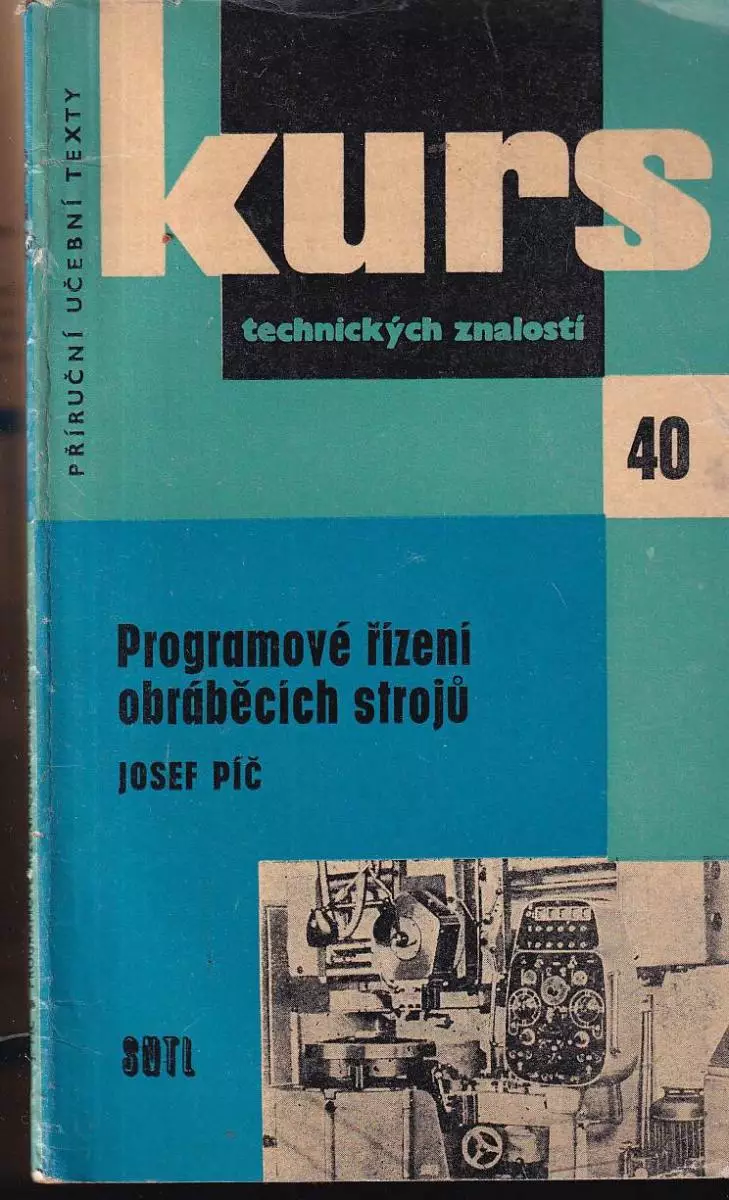 PŘÍRUČNÍ UČEBNÍ TEXTY
kurs
technických znalostí
40
Programové řízení
obráběcích strojů
JOSEF PÍČ
SNTL